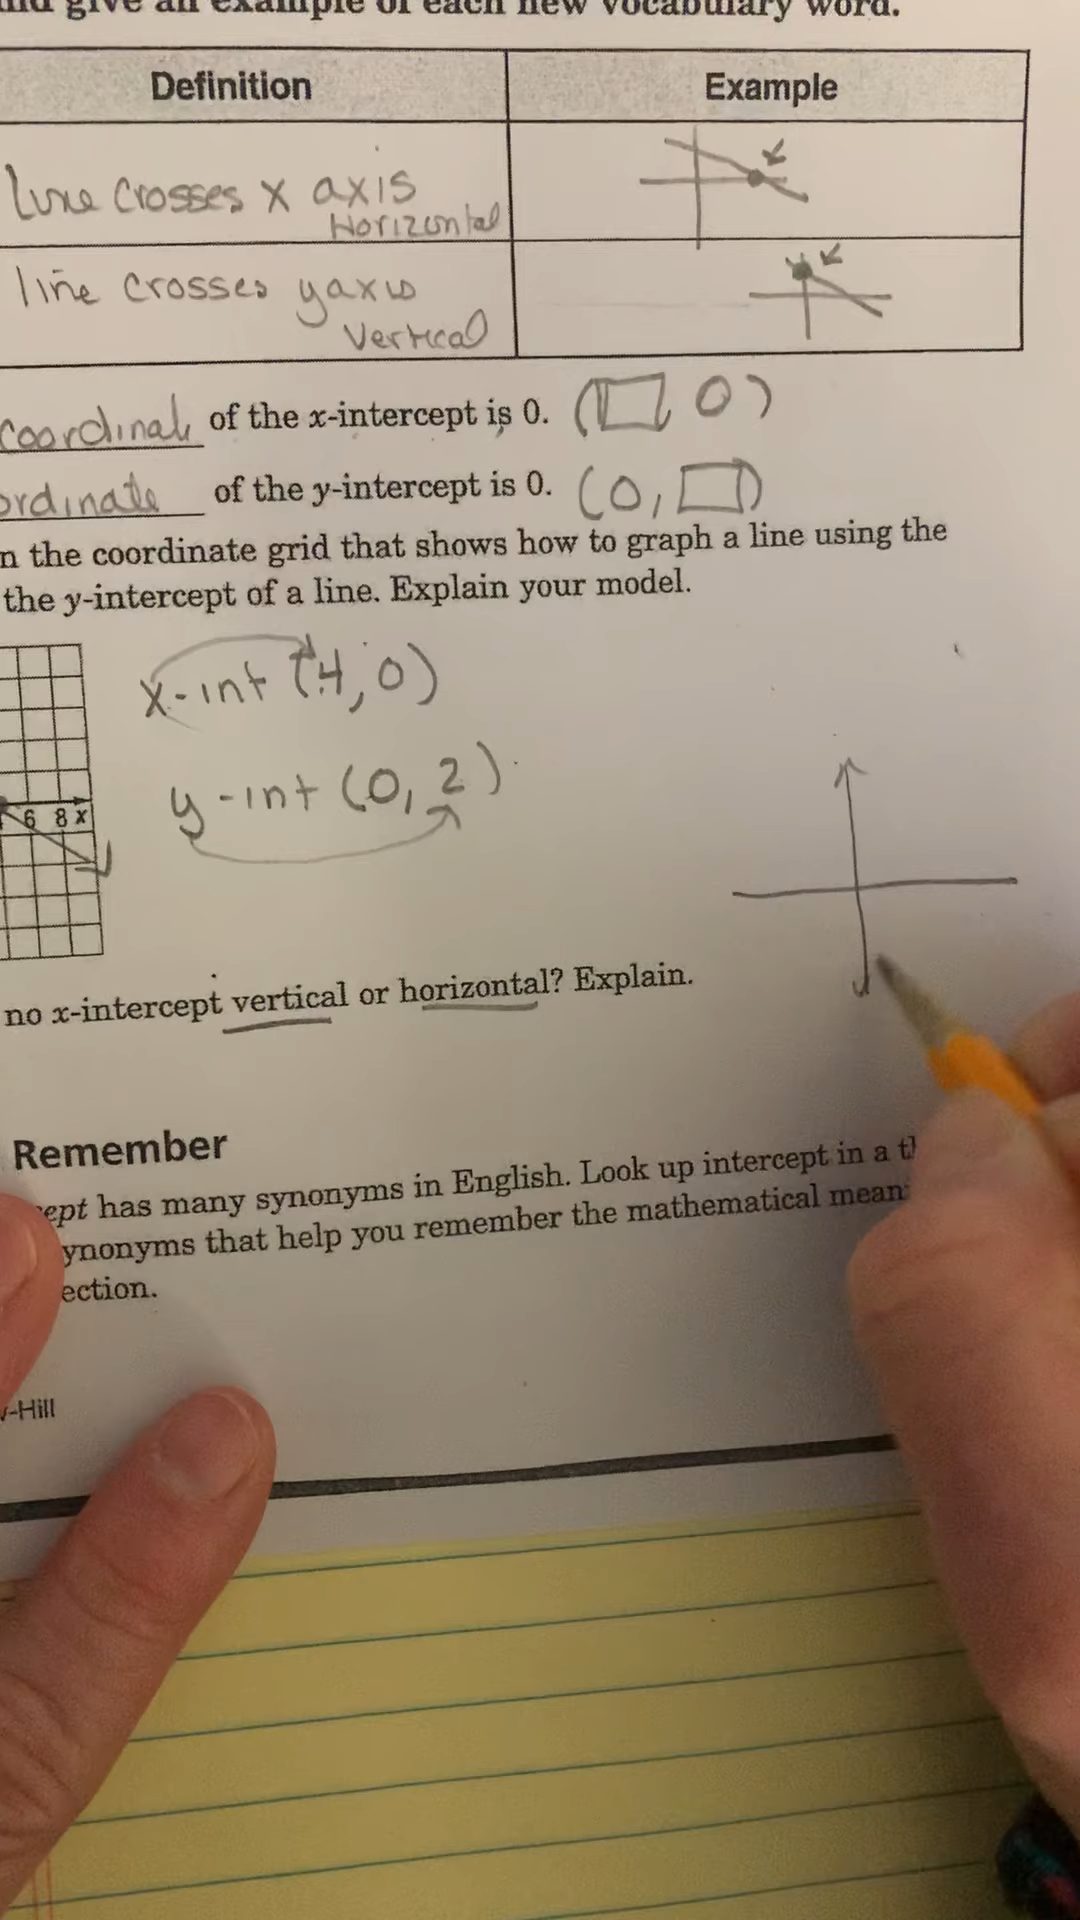 give an example of each new vocabulary word.
Definition
Example
line crosses x axis
Horizontal
line crosses y axis
Vertical
coordinate of the x-intercept is 0. ( 0)
ordinate of the y-intercept is 0. (0, )
n the coordinate grid that shows how to graph a line using the
the y-intercept of a line. Explain your model.
x-int (4, 0)
y-int (0, 2)
6 8 x
no x-intercept vertical or horizontal? Explain.
Remember
ept has many synonyms in English. Look up intercept in a
ynonyms that help you remember the mathematical mean
ection.
-Hill